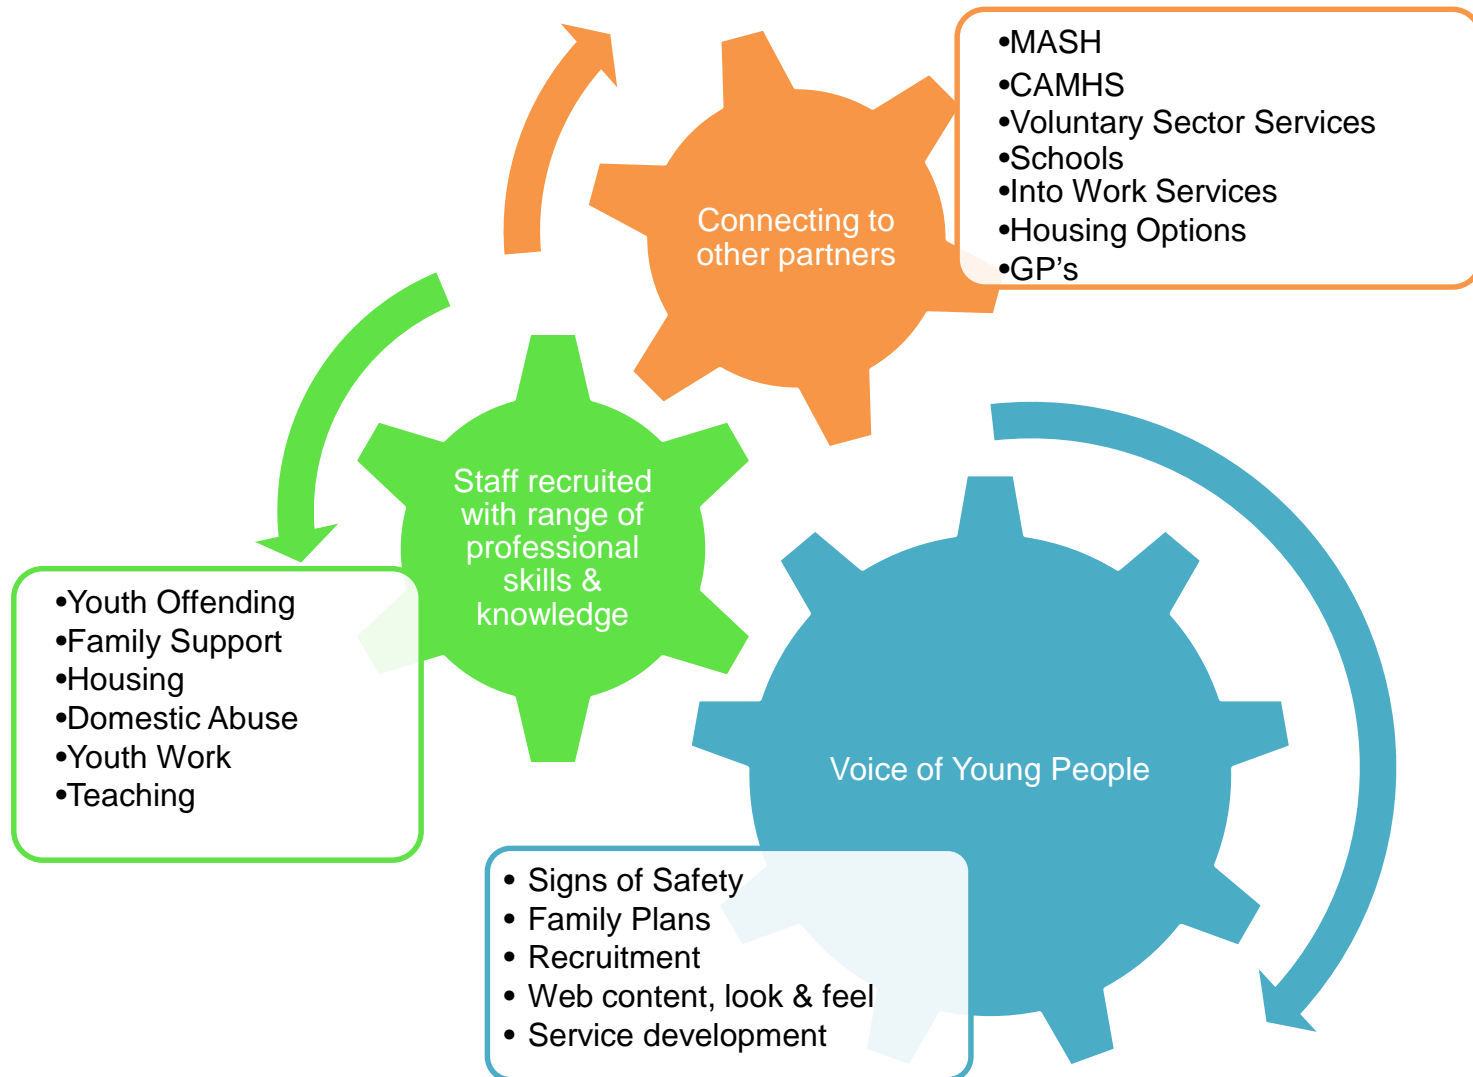 •MASH
•CAMHS
•Voluntary Sector Services
•Schools
•Into Work Services
•Housing Options
•GP’s
Connecting to
other partners
Staff recruited
with range of
professional
skills &
knowledge
•Youth Offending
•Family Support
•Housing
•Domestic Abuse
•Youth Work
•Teaching
Voice of Young People
• Signs of Safety
• Family Plans
• Recruitment
• Web content, look & feel
• Service development